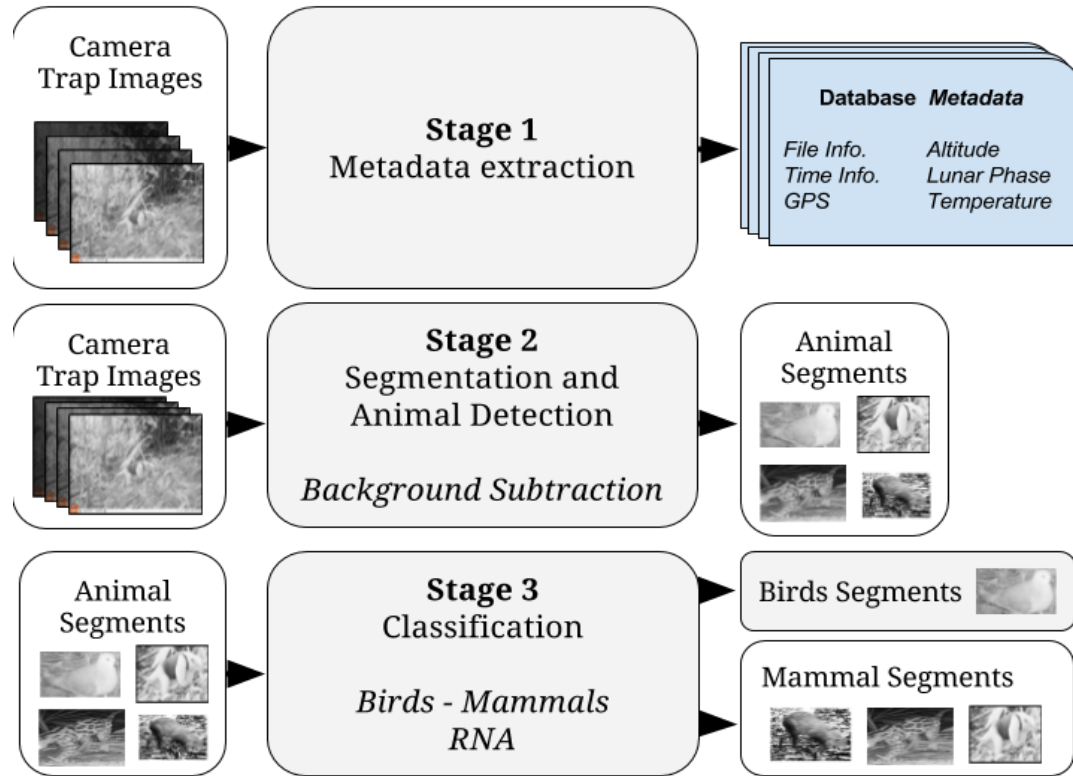 Camera
Trap Images
Stage 1
Metadata extraction
Database Metadata
File Info. Altitude
Time Info. Lunar Phase
GPS Temperature
Camera
Trap Images
Stage 2
Segmentation and
Animal Detection
Background Subtraction
Animal
Segments
Animal
Segments
Stage 3
Classification
Birds - Mammals
RNA
Birds Segments
Mammal Segments